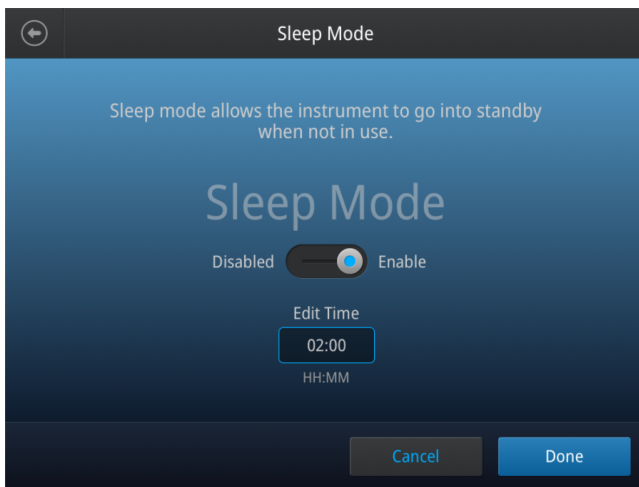 Sleep Mode
Sleep mode allows the instrument to go into standby
when not in use.
Sleep Mode
Disabled Enable
Edit Time
02:00
HH:MM
Cancel Done